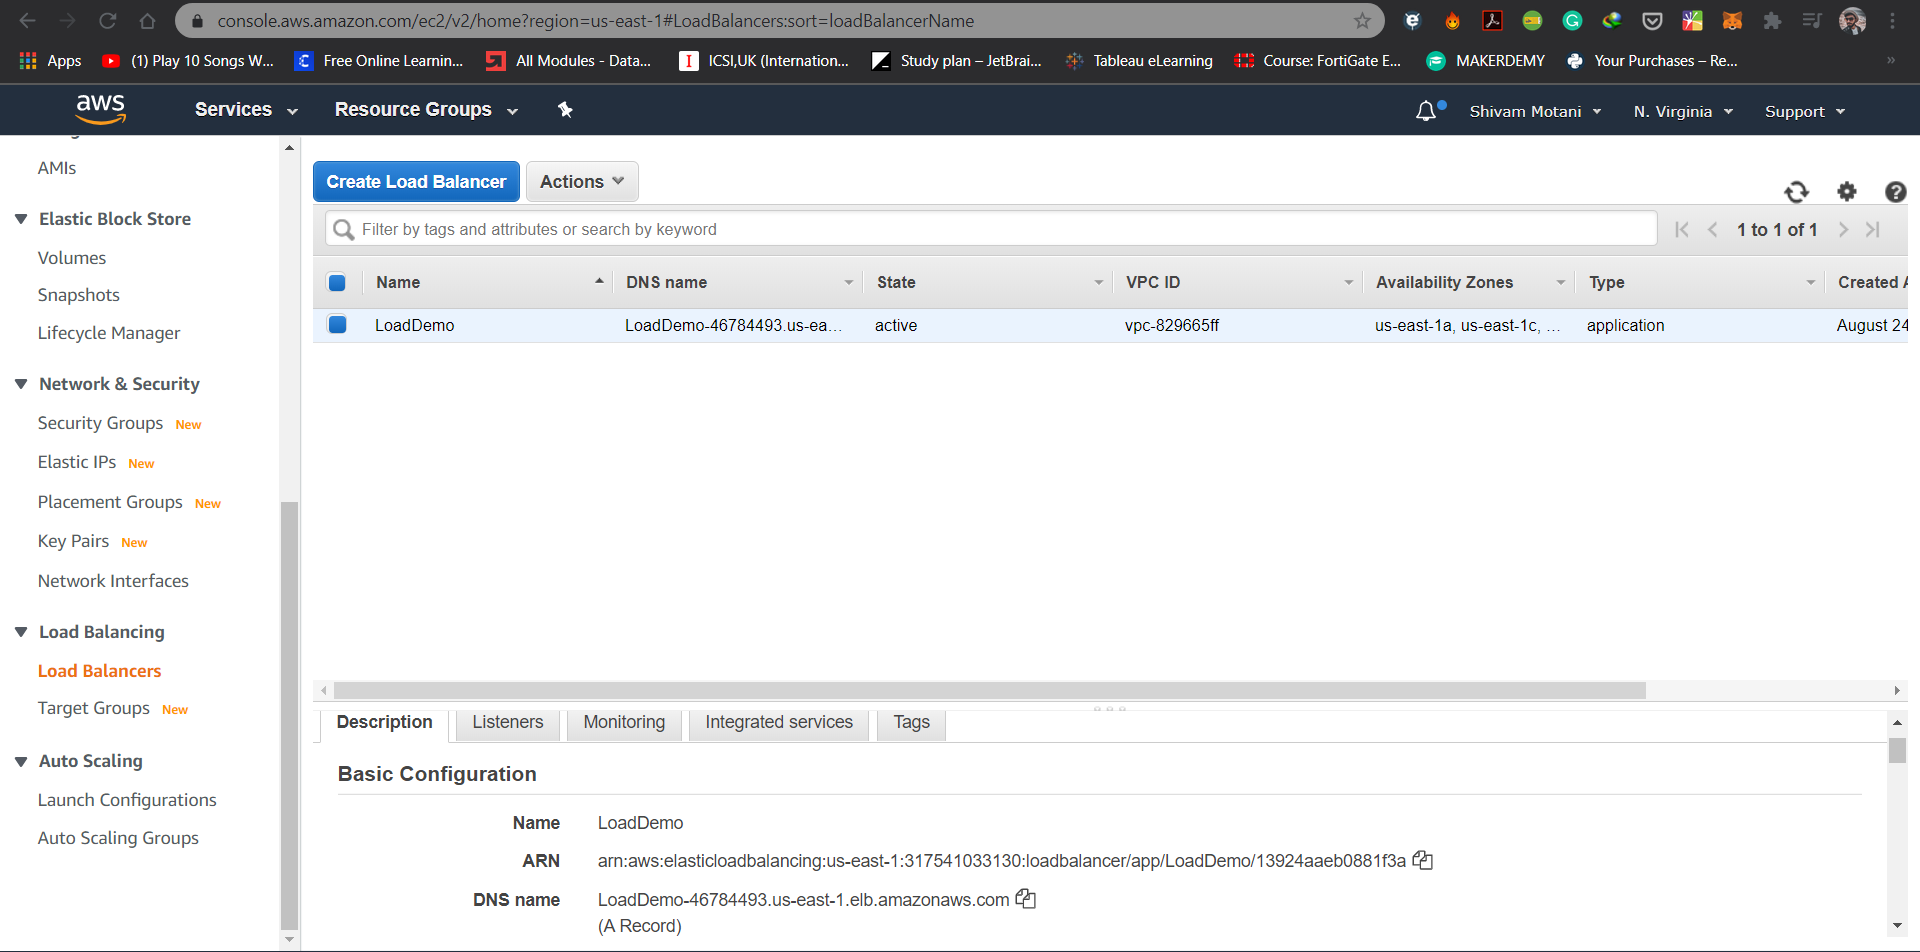 console.aws.amazon.com/ec2/v2/home?region=us-east-1#LoadBalancers:sort=loadBalancerName
Apps (1) Play 10 Songs W... Free Online Learnin... All Modules - Data... ICSI,UK (Internation... Study plan – JetBrai... Tableau eLearning Course: FortiGate E... MAKERDEMY Your Purchases – Re... »
aws Services Resource Groups Shivam Motani N. Virginia Support
AMIs
Elastic Block Store
Volumes
Snapshots
Lifecycle Manager
Network & Security
Security Groups New
Elastic IPs New
Placement Groups New
Key Pairs New
Network Interfaces
Load Balancing
Load Balancers
Target Groups New
Auto Scaling
Launch Configurations
Auto Scaling Groups
Create Load Balancer Actions
Filter by tags and attributes or search by keyword 1 to 1 of 1
Name DNS name State VPC ID Availability Zones Type Created A
LoadDemo LoadDemo-46784493.us-ea... active vpc-829665ff us-east-1a, us-east-1c, ... application August 24
Description Listeners Monitoring Integrated services Tags
Basic Configuration
Name LoadDemo
ARN arn:aws:elasticloadbalancing:us-east-1:317541033130:loadbalancer/app/LoadDemo/13924aaeb0881f3a
DNS name LoadDemo-46784493.us-east-1.elb.amazonaws.com
(A Record)